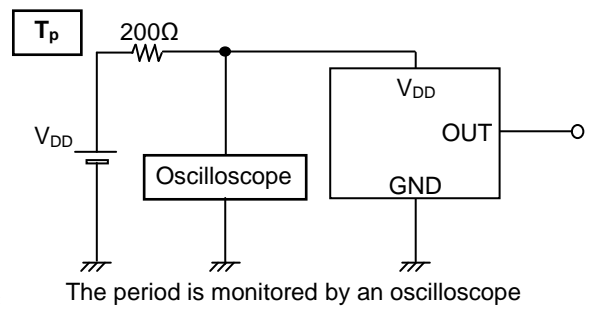 Tp
200Ω
VDD
VDD
OUT
Oscilloscope
GND
The period is monitored by an oscilloscope